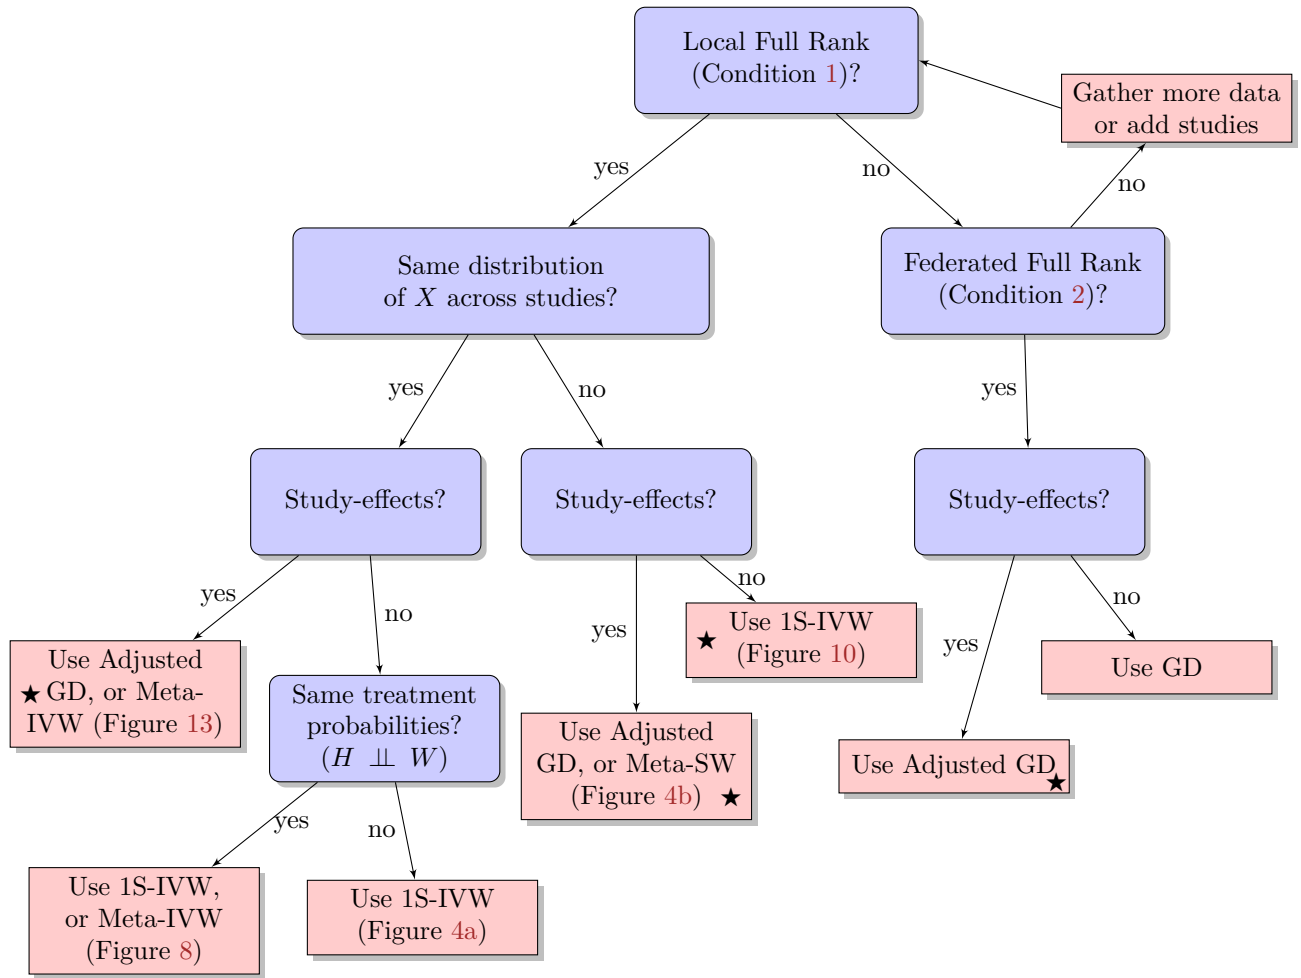 Local Full Rank
(Condition 1)?
Gather more data
or add studies
yes
no
no
Same distribution
of X across studies?
Federated Full Rank
(Condition 2)?
yes
no
yes
Study-effects?
Study-effects?
Study-effects?
yes
no
yes
no
yes
no
Use Adjusted
★ GD, or Meta-
IVW (Figure 13)
Same treatment
probabilities?
(H ⫫ W)
Use 1S-IVW
★ (Figure 10)
Use GD
Use Adjusted
GD, or Meta-SW
(Figure 4b) ★
Use Adjusted GD ★
yes
no
Use 1S-IVW,
or Meta-IVW
(Figure 8)
Use 1S-IVW
(Figure 4a)